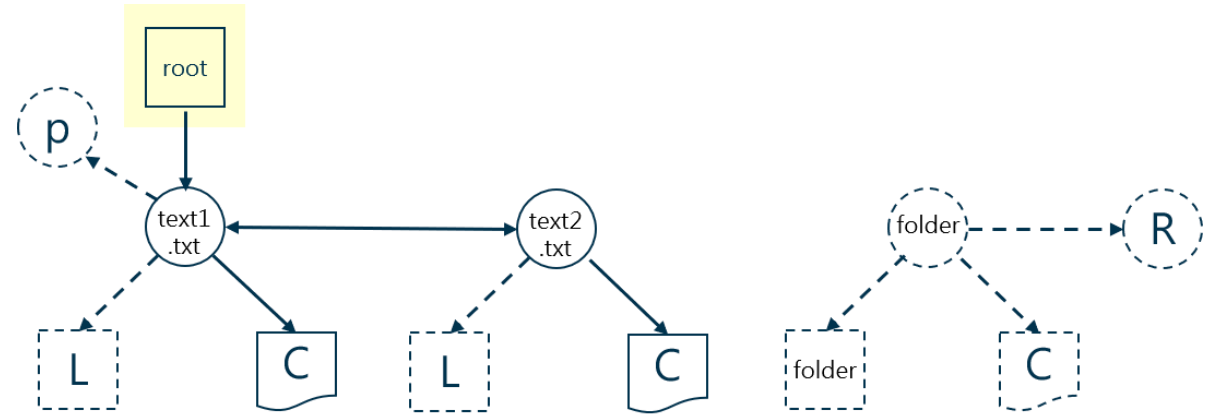 root
p
text1
.txt
text2
.txt
folder
R
L
C
L
C
folder
C